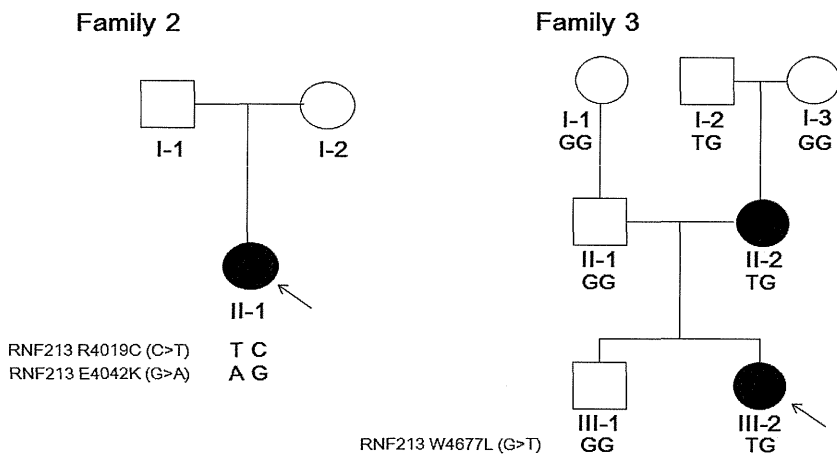 Family 2
I-1
I-2
II-1
RNF213 R4019C (C>T) T C
RNF213 E4042K (G>A) A G
Family 3
I-1
GG
I-2
TG
I-3
GG
II-1
GG
II-2
TG
III-1
III-2
RNF213 W4677L (G>T) GG TG